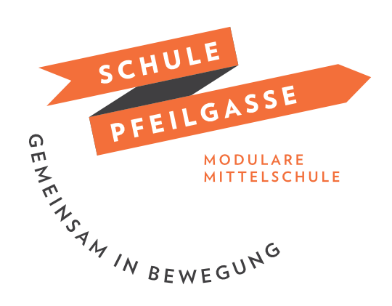 SCHULE
PFEILGASSE
MODULARE
MITTELSCHULE
GEMEINSAM IN BEWEGUNG